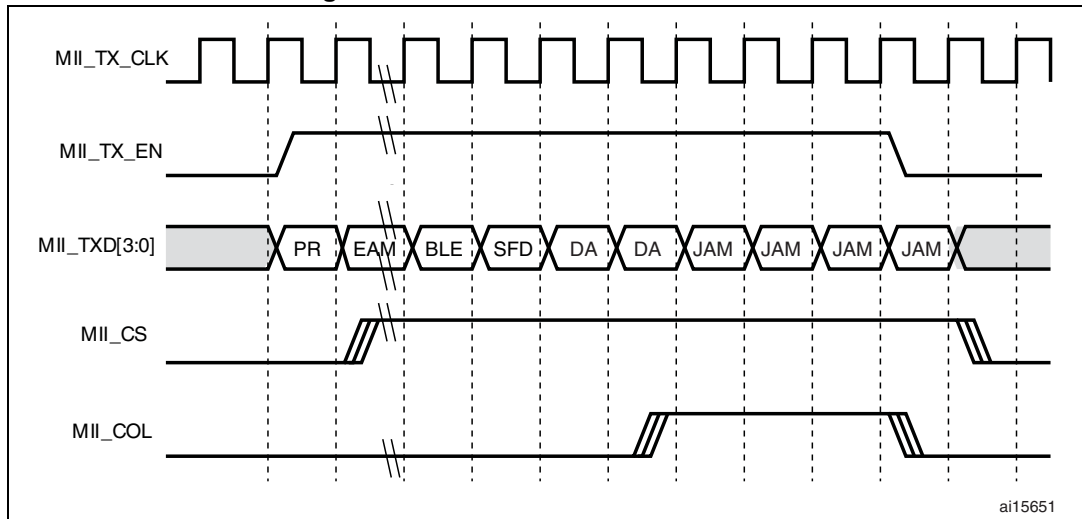 MII_TX_CLK
MII_TX_EN
MII_TXD[3:0] PR EAM BLE SFD DA DA JAM JAM JAM JAM
MII_CS
MII_COL
ai15651